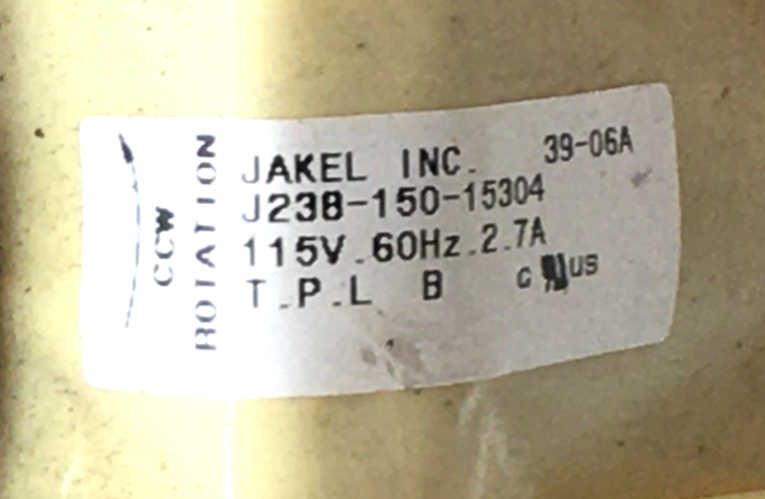 JAKEL INC. 39-06A
J238-150-15304
115V.60Hz.2.7A
T.P.L B c US
CCW
ROTATION